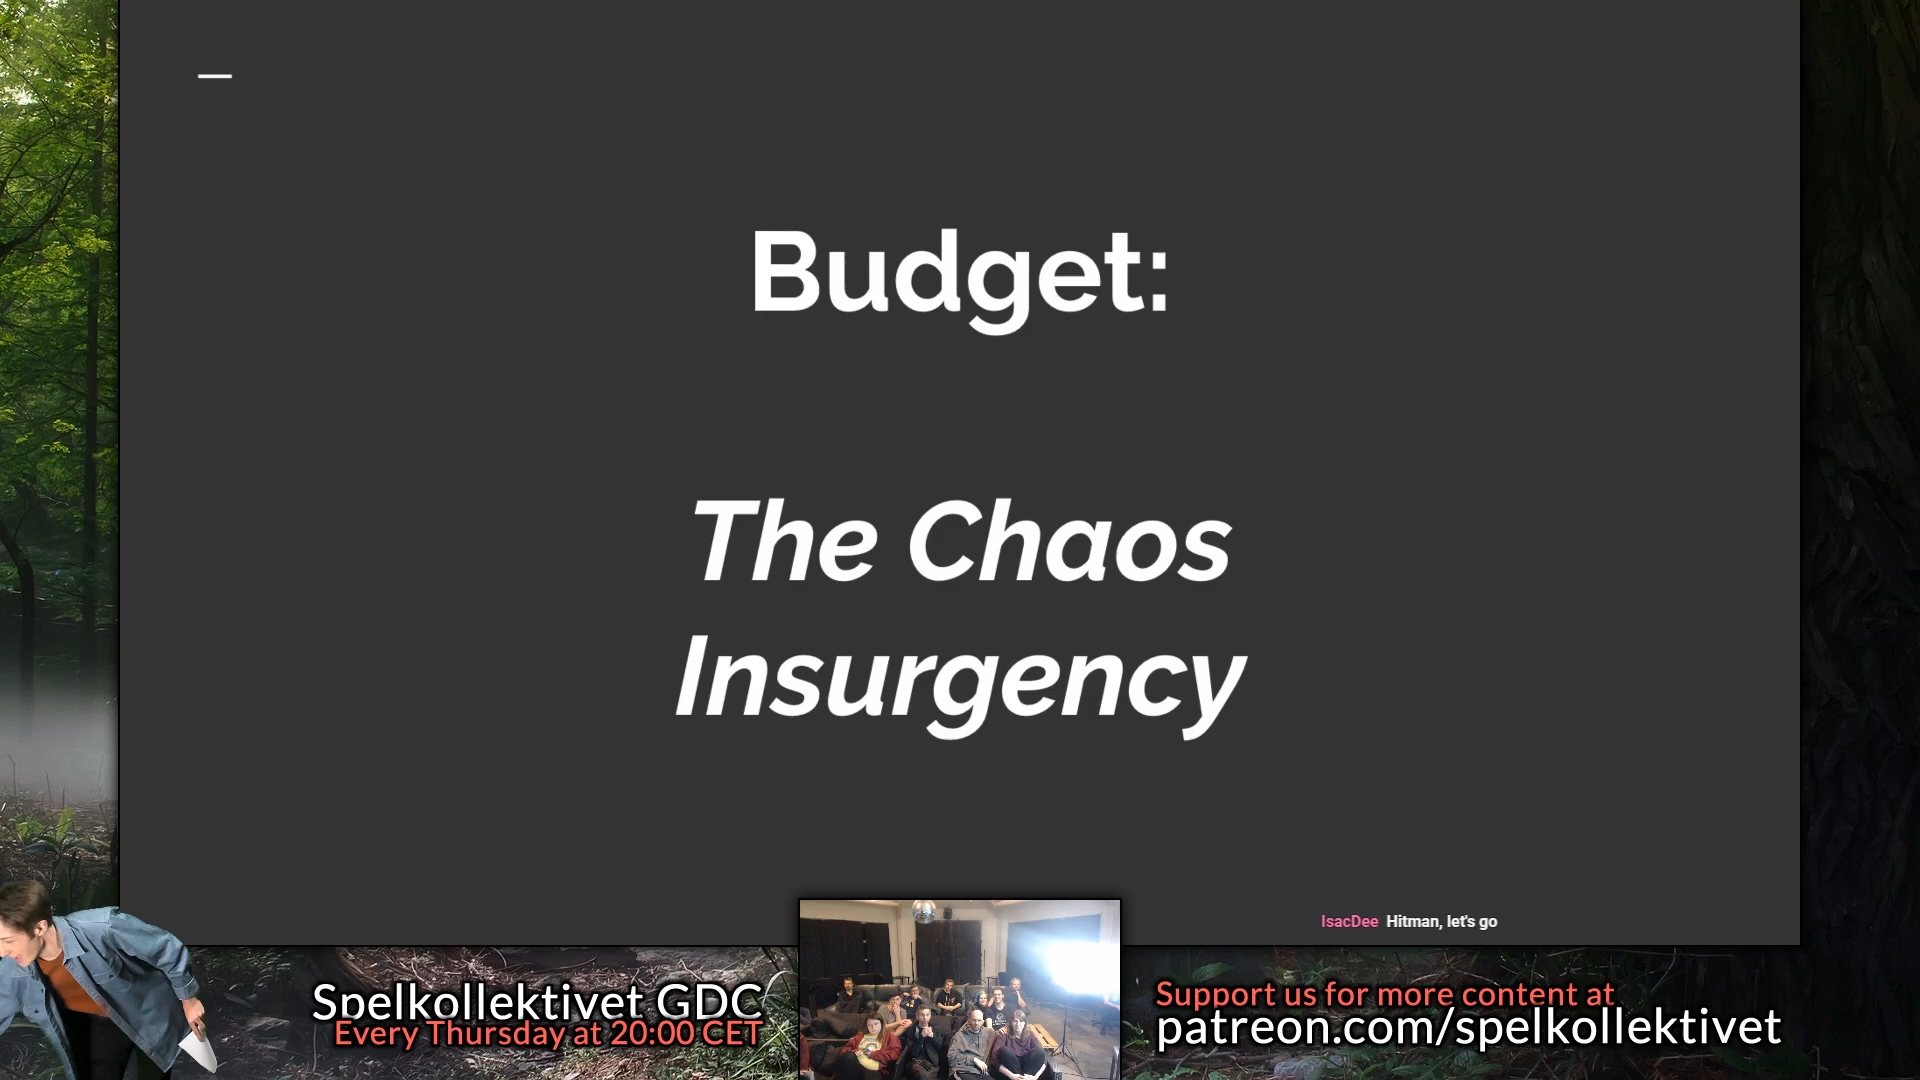 Budget:
The Chaos
Insurgency
IsacDee Hitman, let's go
Spelkollektivet GDC
Every Thursday at 20:00 CET
Support us for more content at
patreon.com/spelkollektivet